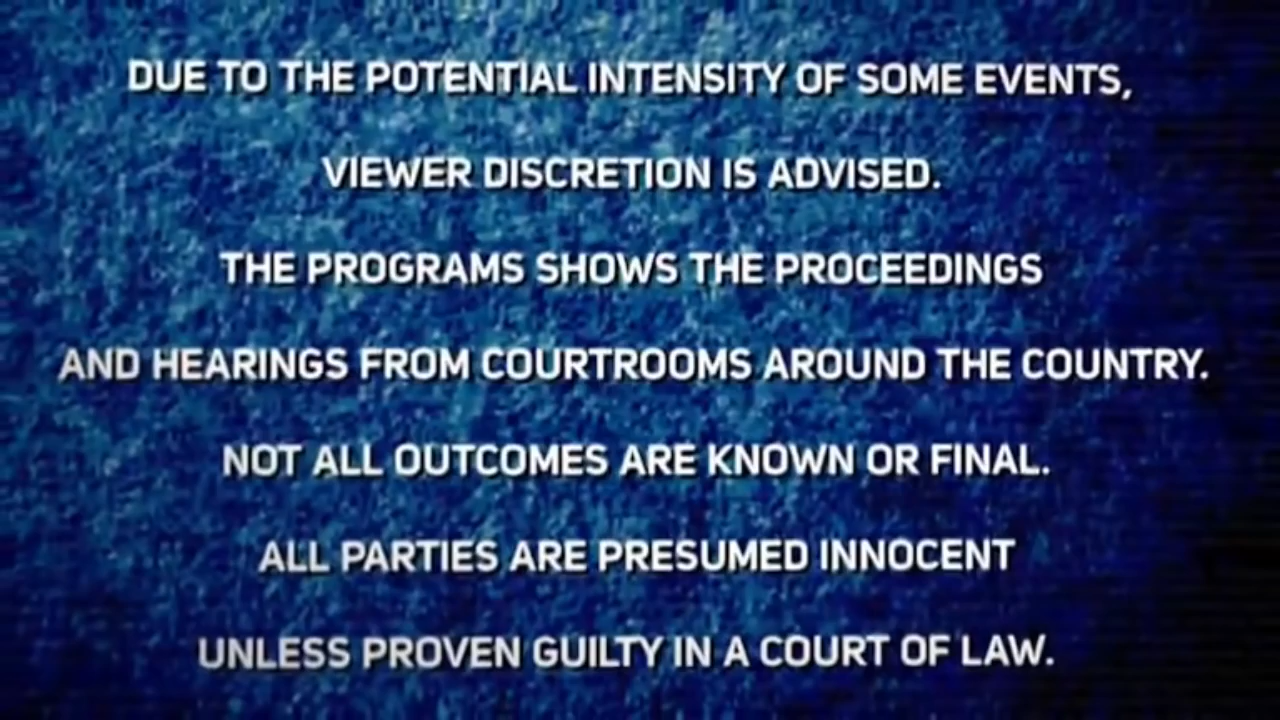 DUE TO THE POTENTIAL INTENSITY OF SOME EVENTS,
VIEWER DISCRETION IS ADVISED.
THE PROGRAMS SHOWS THE PROCEEDINGS
AND HEARINGS FROM COURTROOMS AROUND THE COUNTRY.
NOT ALL OUTCOMES ARE KNOWN OR FINAL.
ALL PARTIES ARE PRESUMED INNOCENT
UNLESS PROVEN GUILTY IN A COURT OF LAW.